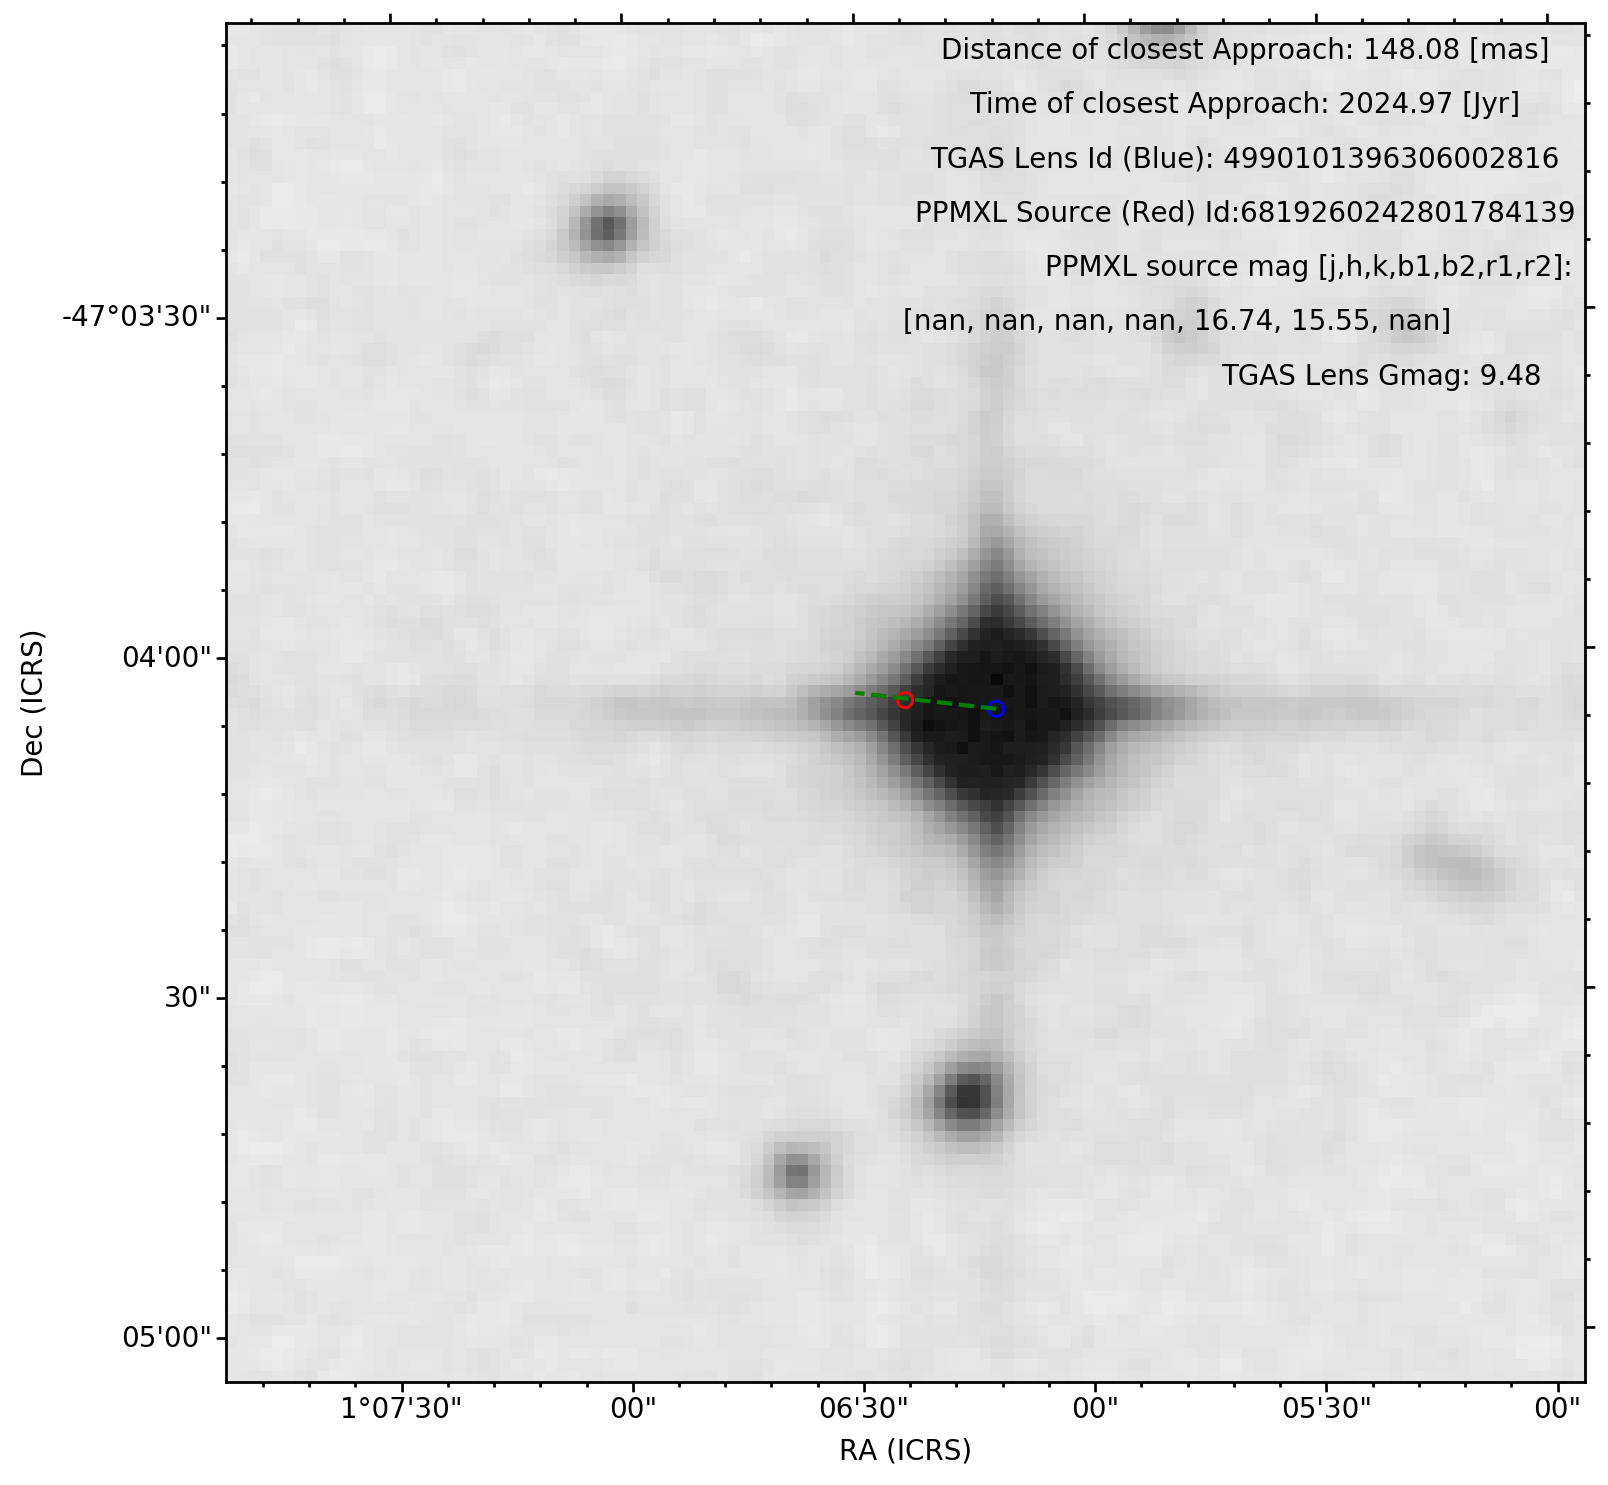 Distance of closest Approach: 148.08 [mas]
Time of closest Approach: 2024.97 [Jyr]
TGAS Lens Id (Blue): 4990101396306002816
PPMXL Source (Red) Id:6819260242801784139
PPMXL source mag [j,h,k,b1,b2,r1,r2]:
[nan, nan, nan, nan, 16.74, 15.55, nan]
TGAS Lens Gmag: 9.48
-47°03'30"
04'00"
30"
05'00"
Dec (ICRS)
1°07'30" 00" 06'30" 00" 05'30" 00"
RA (ICRS)